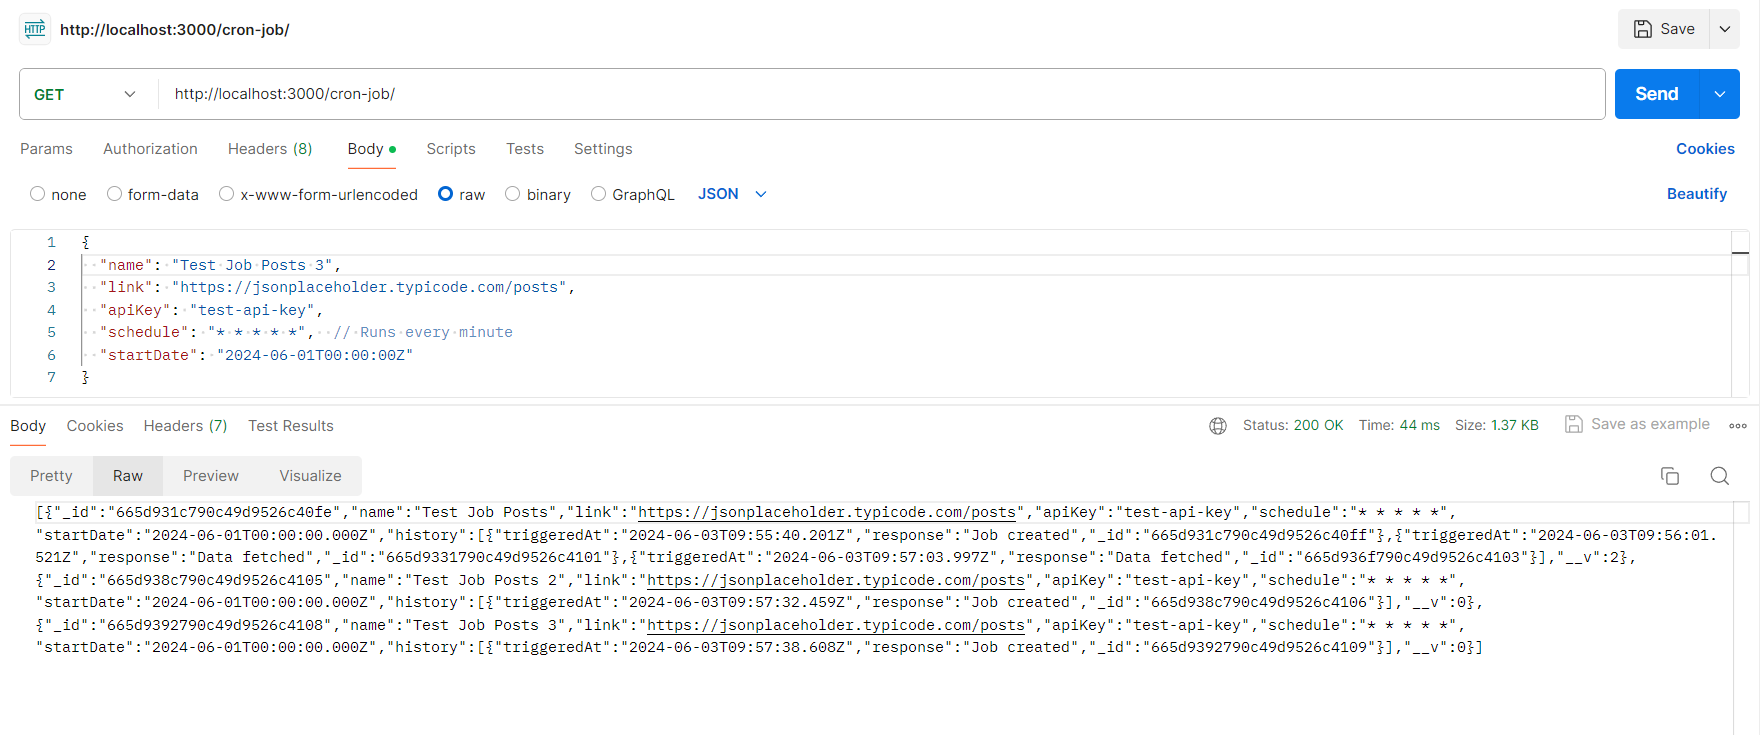 HTTP http://localhost:3000/cron-job/ Save
GET http://localhost:3000/cron-job/ Send
Params Authorization Headers (8) Body Scripts Tests Settings Cookies
none form-data x-www-form-urlencoded raw binary GraphQL JSON Beautify
1 {
2 "name": "Test Job Posts 3",
3 "link": "https://jsonplaceholder.typicode.com/posts",
4 "apiKey": "test-api-key",
5 "schedule": "* * * * *", // Runs every minute
6 "startDate": "2024-06-01T00:00:00Z"
7 }
Body Cookies Headers (7) Test Results Status: 200 OK Time: 44 ms Size: 1.37 KB Save as example
Pretty Raw Preview Visualize
[{"_id":"665d931c790c49d9526c40fe","name":"Test Job Posts","link":"https://jsonplaceholder.typicode.com/posts","apiKey":"test-api-key","schedule":"* * * * *",
"startDate":"2024-06-01T00:00:00.000Z","history":[{"triggeredAt":"2024-06-03T09:55:40.201Z","response":"Job created","_id":"665d931c790c49d9526c40ff"},{"triggeredAt":"2024-06-03T09:56:01.
521Z","response":"Data fetched","_id":"665d9331790c49d9526c4101"},{"triggeredAt":"2024-06-03T09:57:03.997Z","response":"Data fetched","_id":"665d936f790c49d9526c4103"}],"__v":2},
{"_id":"665d938c790c49d9526c4105","name":"Test Job Posts 2","link":"https://jsonplaceholder.typicode.com/posts","apiKey":"test-api-key","schedule":"* * * * *",
"startDate":"2024-06-01T00:00:00.000Z","history":[{"triggeredAt":"2024-06-03T09:57:32.459Z","response":"Job created","_id":"665d938c790c49d9526c4106"}],"__v":0},
{"_id":"665d9392790c49d9526c4108","name":"Test Job Posts 3","link":"https://jsonplaceholder.typicode.com/posts","apiKey":"test-api-key","schedule":"* * * * *",
"startDate":"2024-06-01T00:00:00.000Z","history":[{"triggeredAt":"2024-06-03T09:57:38.608Z","response":"Job created","_id":"665d9392790c49d9526c4109"}],"__v":0}]